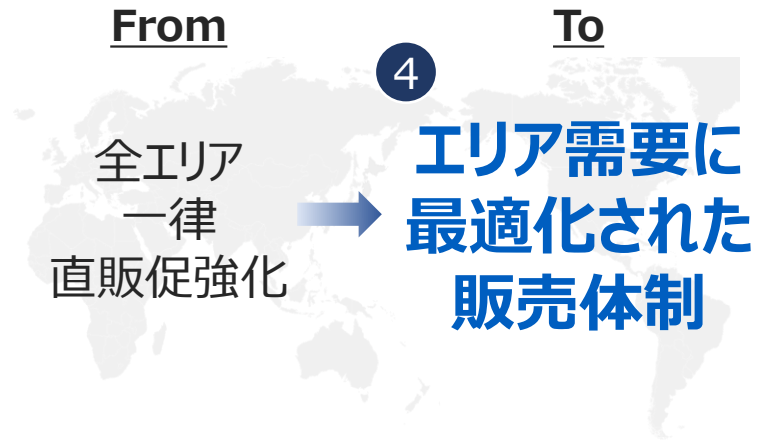 From
To
4
全エリア
一律
直販促強化
エリア需要に
最適化された
販売体制